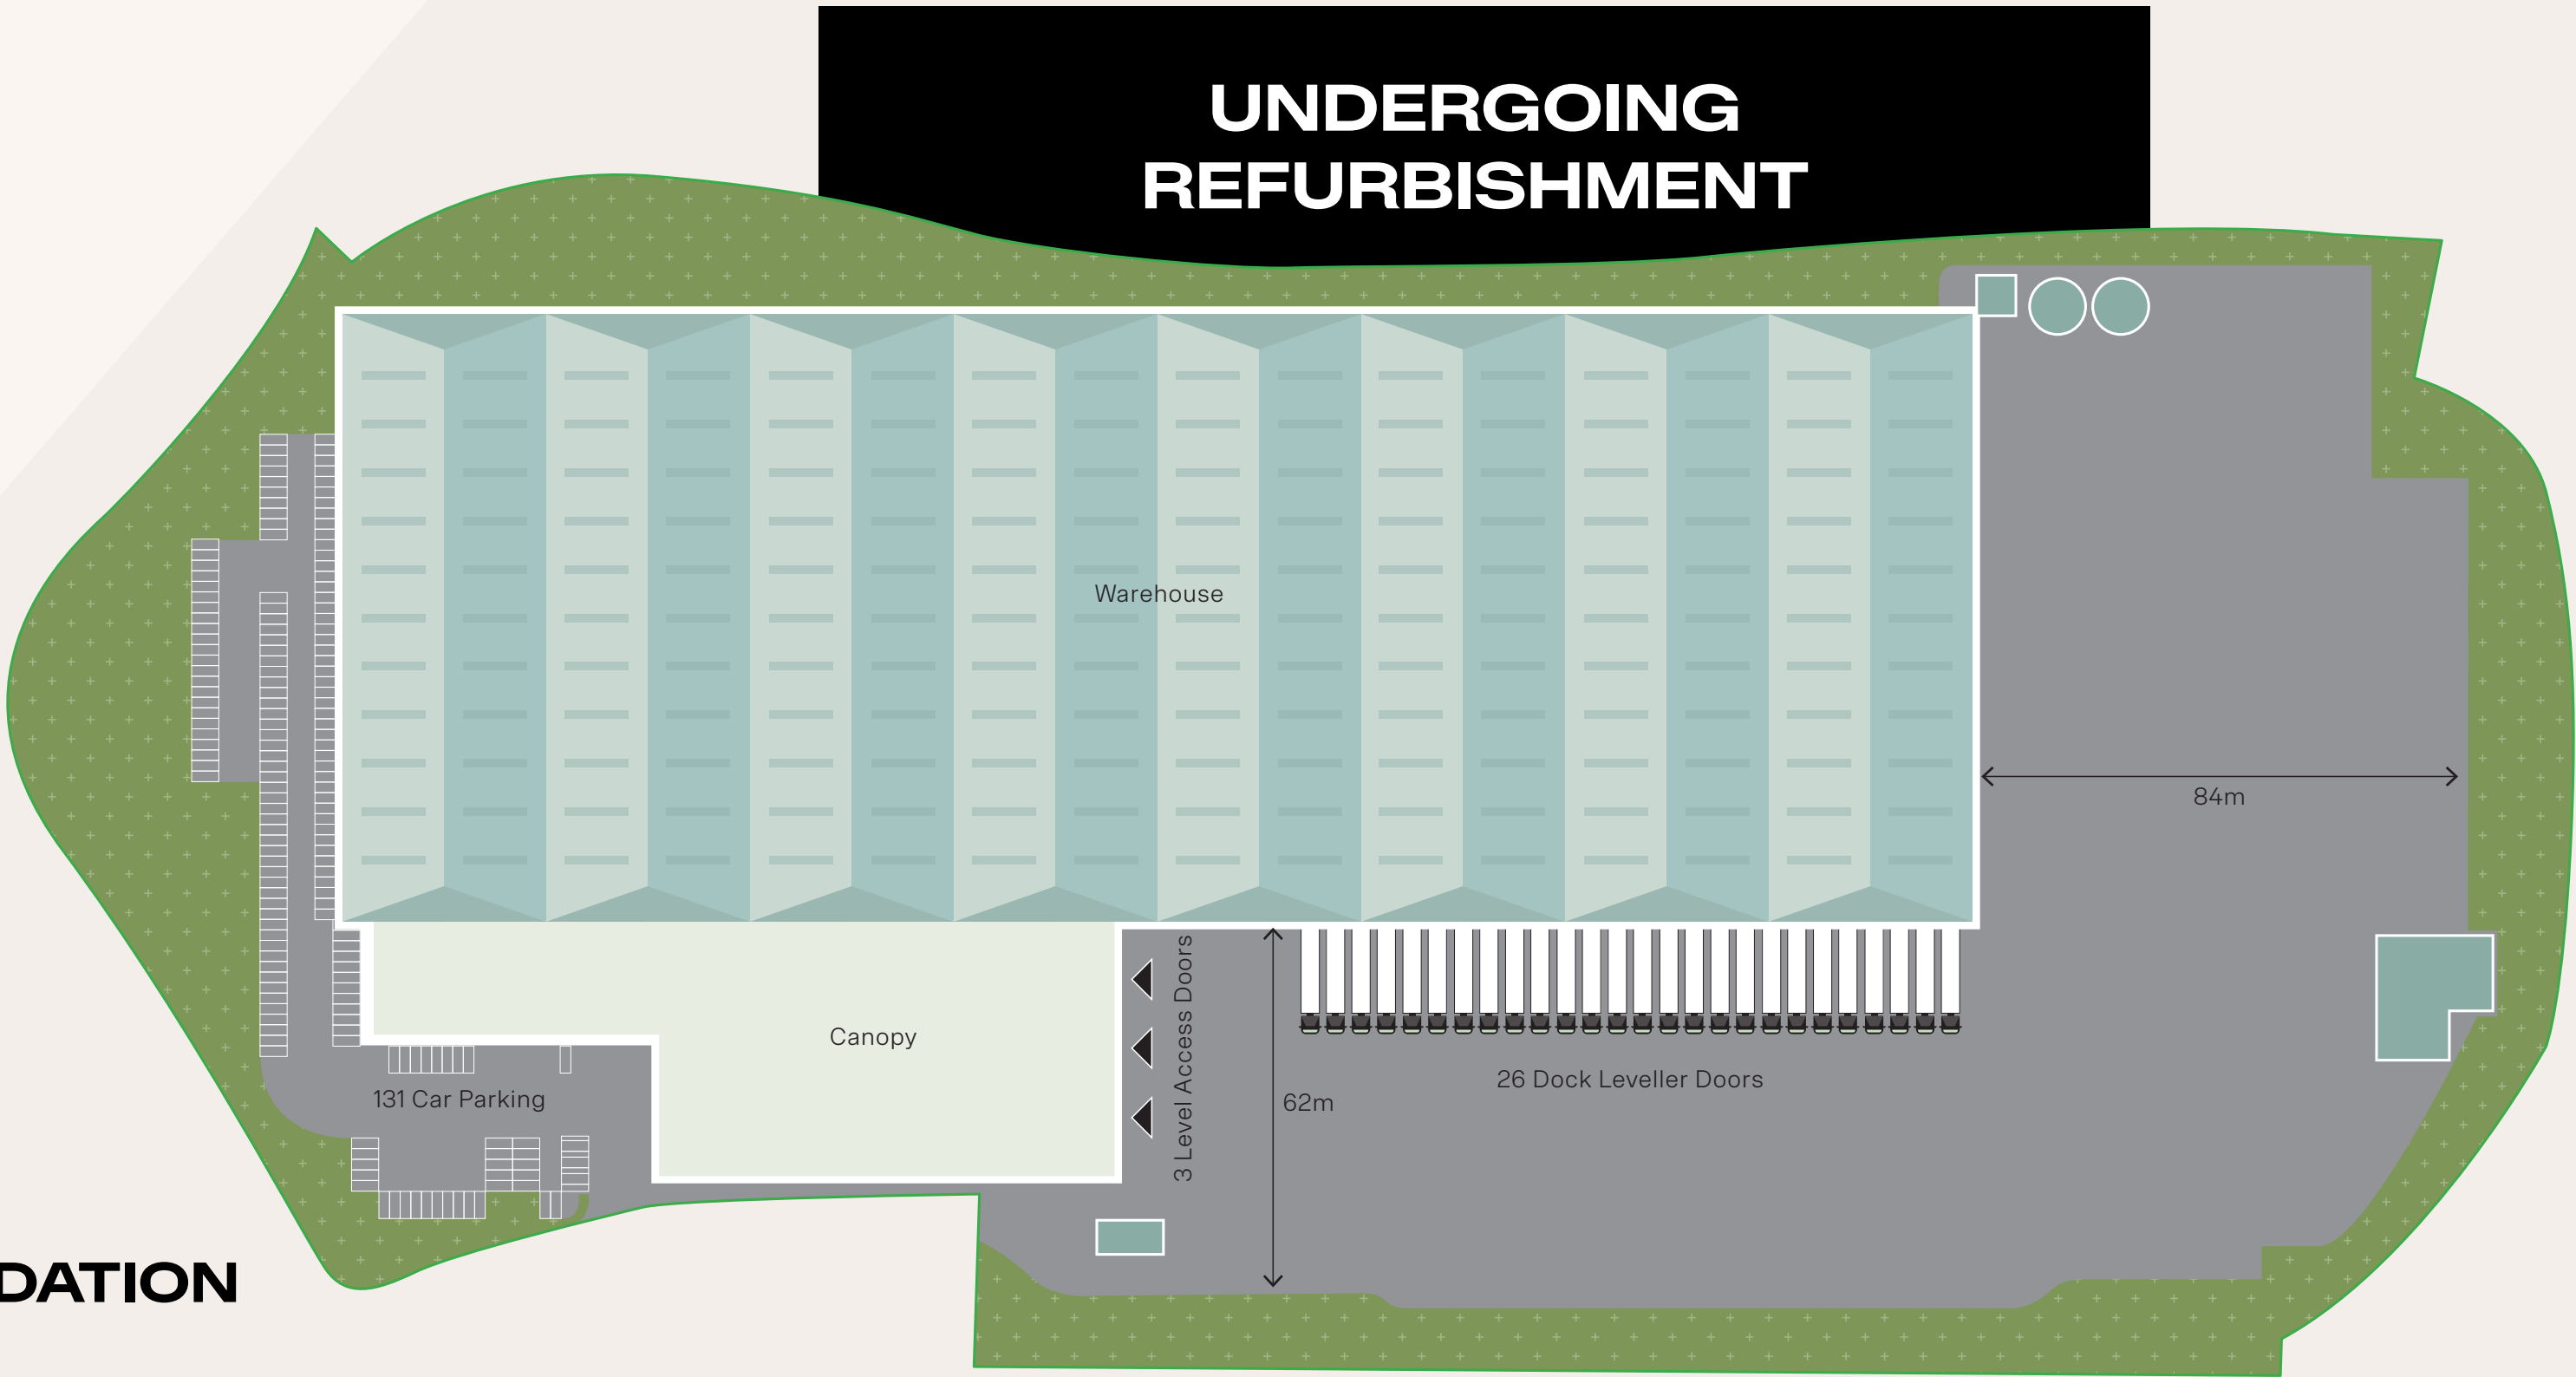 UNDERGOING
REFURBISHMENT
Warehouse
84m
3 Level Access Doors
Canopy
26 Dock Leveller Doors
131 Car Parking
62m
DATION